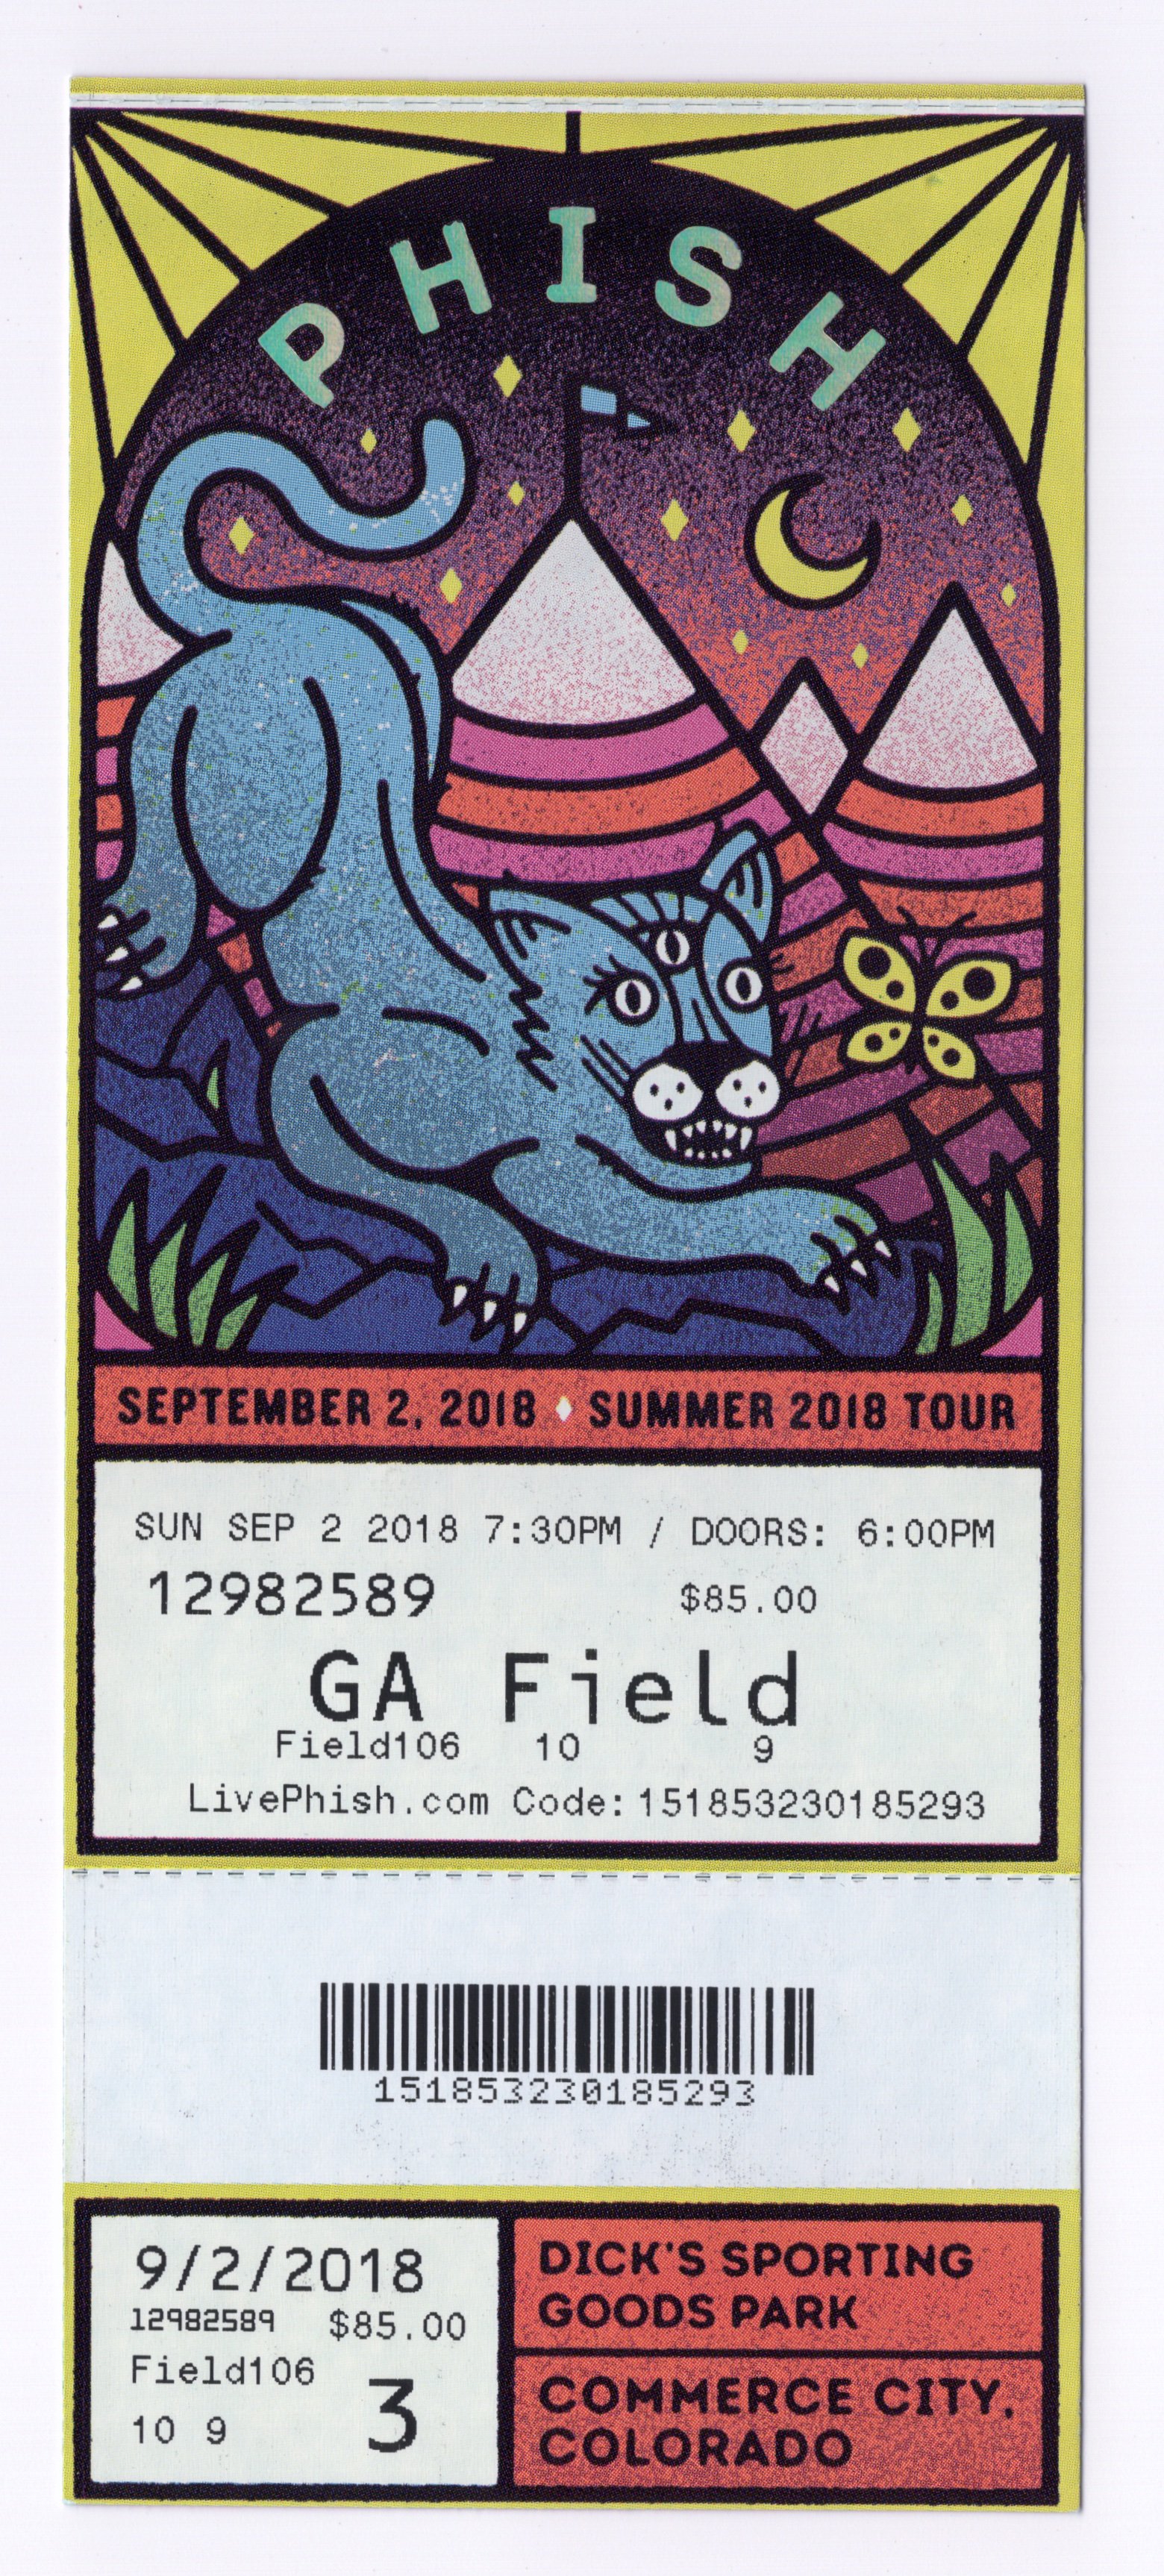 PHISH
SEPTEMBER 2, 2018 ♦ SUMMER 2018 TOUR
SUN SEP 2 2018 7:30PM / DOORS: 6:00PM
12982589 $85.00
GA Field
Field106 10 9
LivePhish.com Code: 151853230185293
151853230185293
9/2/2018
12982589 $85.00
Field106
10 9 3
DICK'S SPORTING
GOODS PARK
COMMERCE CITY,
COLORADO